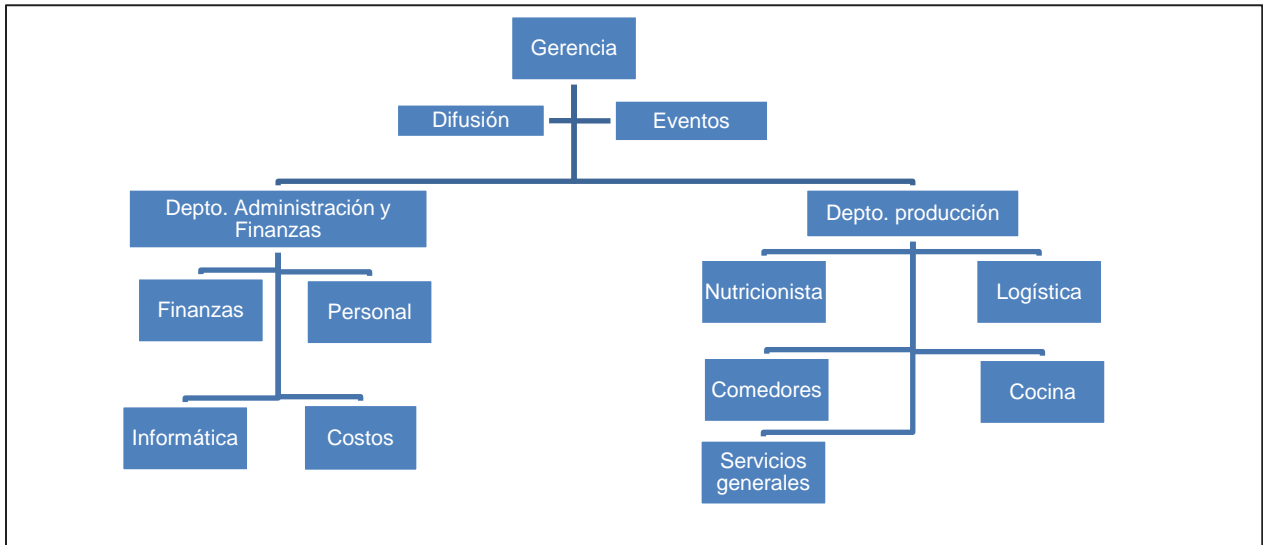 Gerencia
Difusión
Eventos
Depto. Administración y
Finanzas
Depto. producción
Finanzas
Personal
Nutricionista
Logística
Informática
Costos
Comedores
Cocina
Servicios
generales